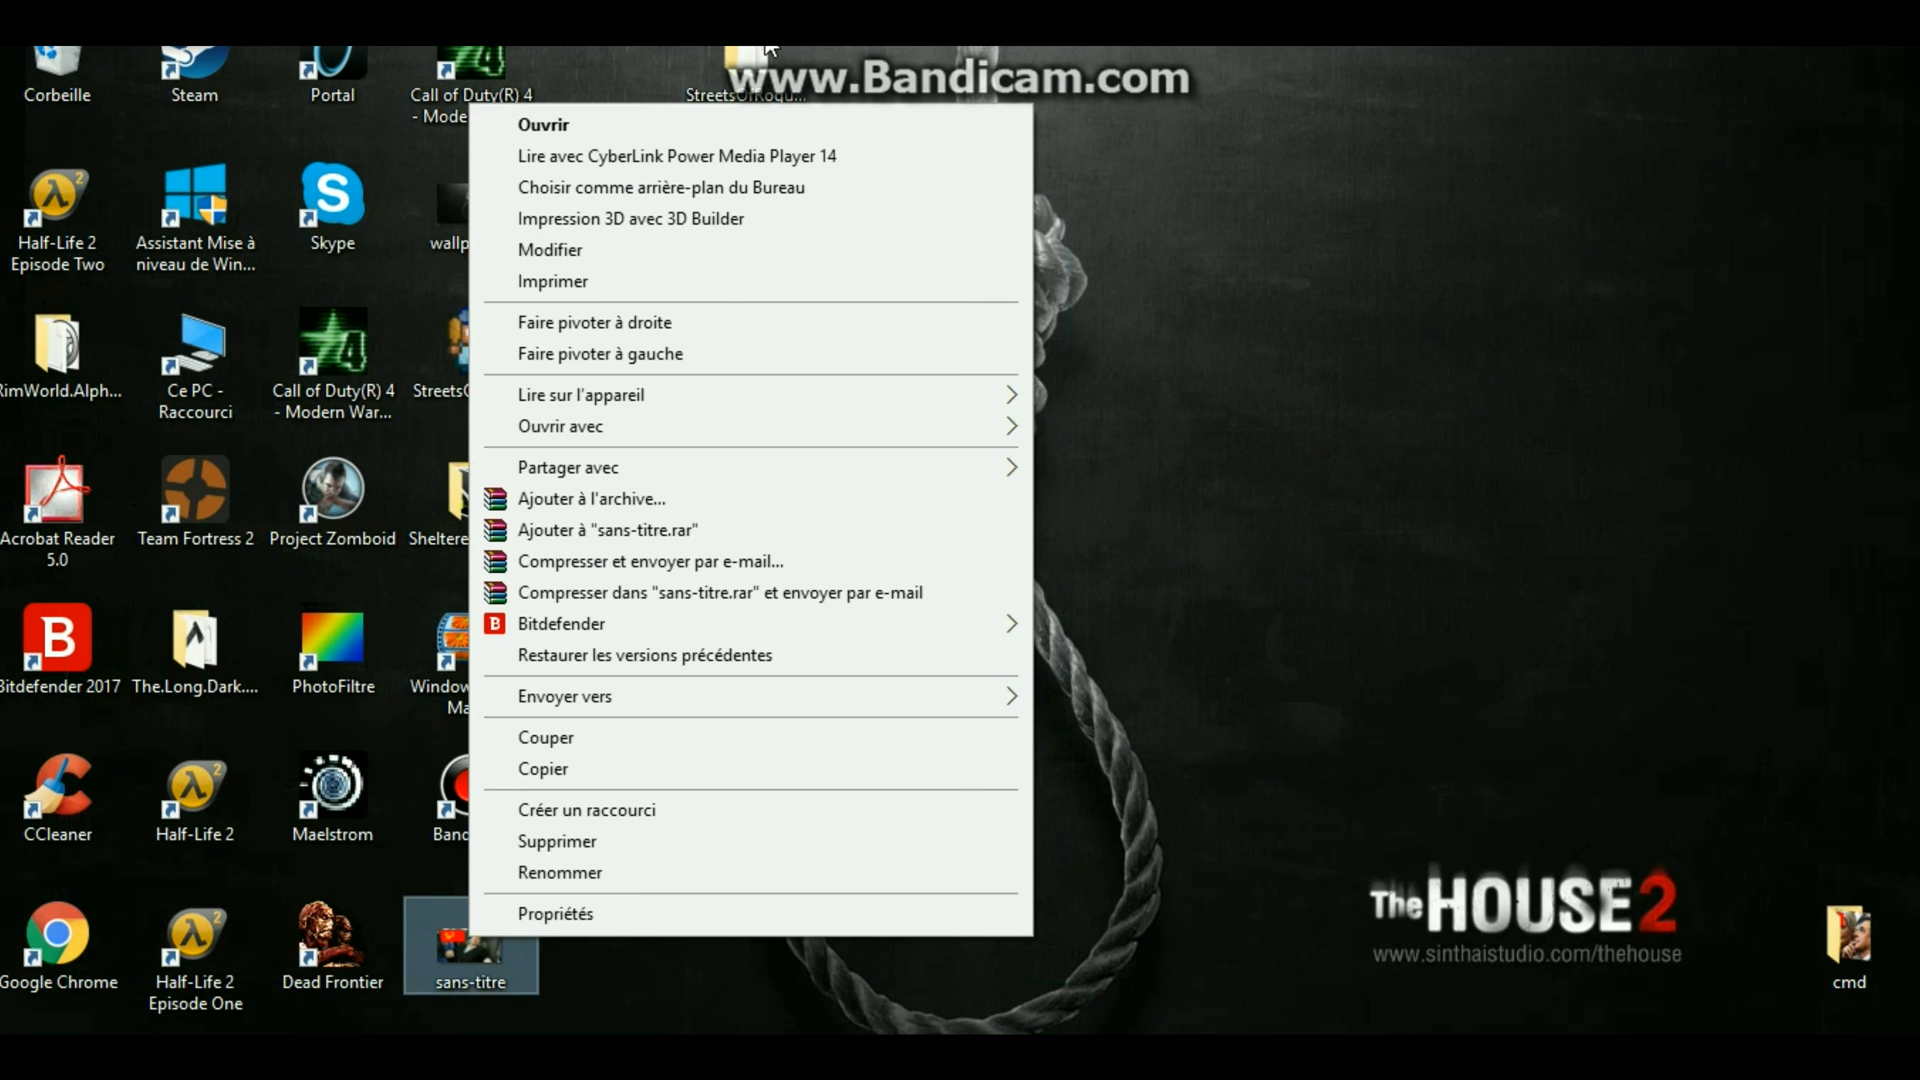 www.Bandicam.com
Corbeille
Steam
Portal
Call of Duty(R) 4
- Mode
Half-Life 2
Episode Two
Assistant Mise à
niveau de Win...
Skype
wallp
RimWorld.Alph...
Ce PC -
Raccourci
Call of Duty(R) 4
- Modern War...
Acrobat Reader
5.0
Team Fortress 2
Project Zomboid
Sheltere
Bitdefender 2017
The.Long.Dark....
PhotoFiltre
Window
Ma
CCleaner
Half-Life 2
Maelstrom
Band
Google Chrome
Half-Life 2
Episode One
Dead Frontier
sans-titre
Ouvrir
Lire avec CyberLink Power Media Player 14
Choisir comme arrière-plan du Bureau
Impression 3D avec 3D Builder
Modifier
Imprimer
Faire pivoter à droite
Faire pivoter à gauche
Lire sur l'appareil
Ouvrir avec
Partager avec
Ajouter à l'archive...
Ajouter à "sans-titre.rar"
Compresser et envoyer par e-mail...
Compresser dans "sans-titre.rar" et envoyer par e-mail
Bitdefender
Restaurer les versions précédentes
Envoyer vers
Couper
Copier
Créer un raccourci
Supprimer
Renommer
Propriétés
The HOUSE 2
www.sinthaistudio.com/thehouse
cmd